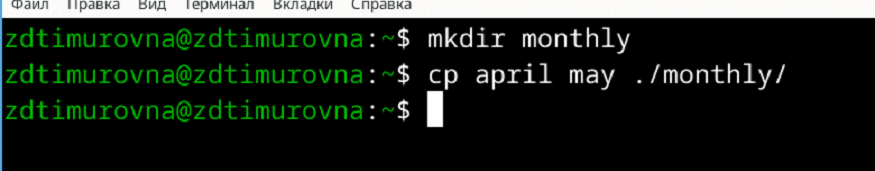 Файл Правка Вид Терминал Вкладки Справка
zdtimurovna@zdtimurovna:~$ mkdir monthly
zdtimurovna@zdtimurovna:~$ cp april may ./monthly/
zdtimurovna@zdtimurovna:~$